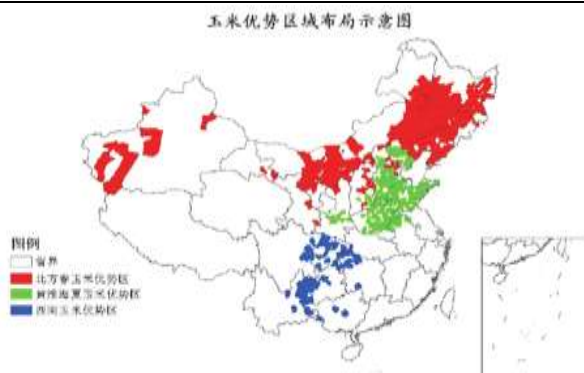 玉米优势区域布局示意图
图例
省界
北方春玉米优势区
黄淮海夏玉米优势区
西南玉米优势区